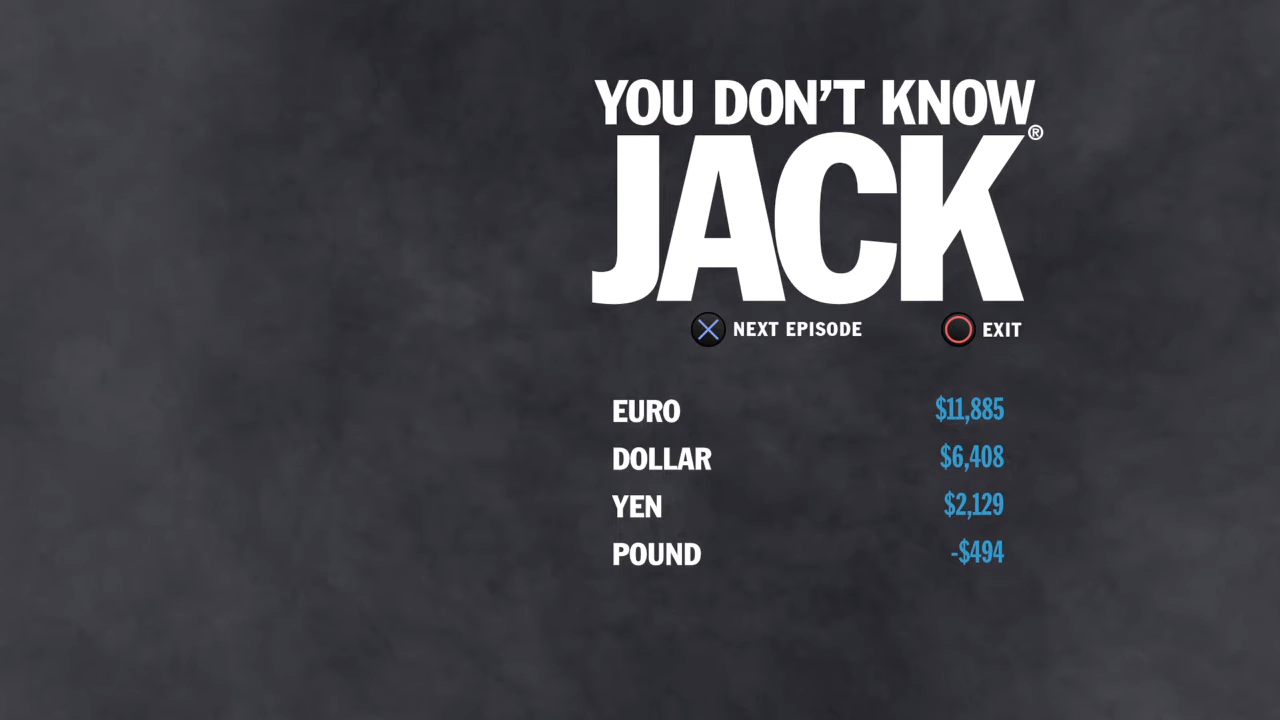 YOU DON'T KNOW
JACK®
NEXT EPISODE EXIT
EURO $11,885
DOLLAR $6,408
YEN $2,129
POUND -$494